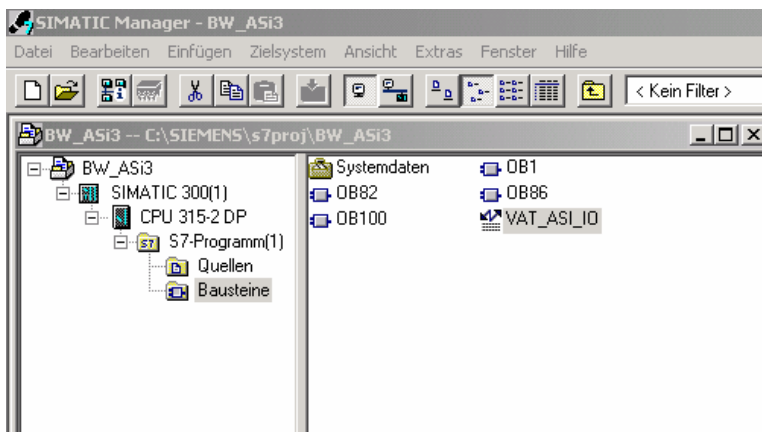 SIMATIC Manager - BW_ASi3
Datei Bearbeiten Einfügen Zielsystem Ansicht Extras Fenster Hilfe
< Kein Filter >
BW_ASi3 -- C:\SIEMENS\s7proj\BW_ASi3
BW_ASi3
SIMATIC 300(1)
CPU 315-2 DP
S7-Programm(1)
Quellen
Bausteine
Systemdaten OB1
OB82 OB86
OB100 VAT_ASI_IO